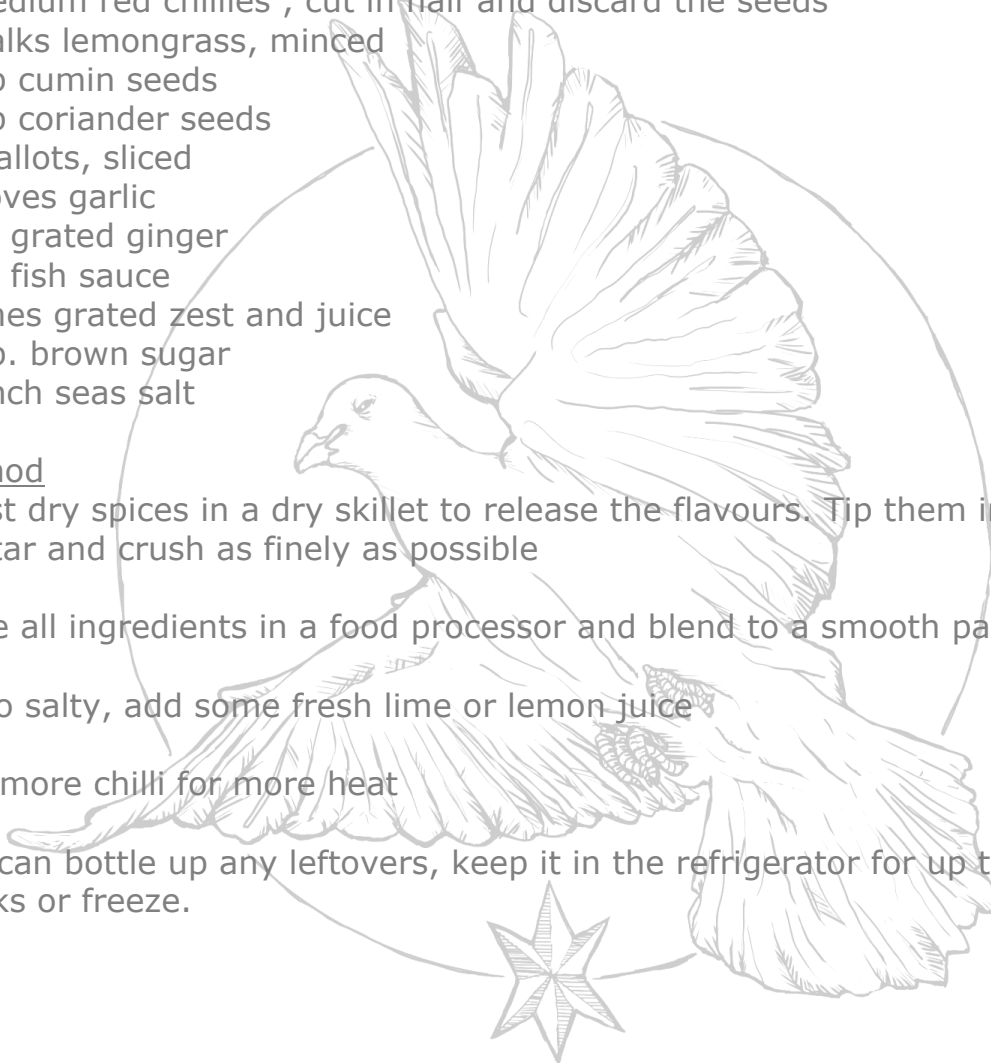 edium red chillies , cut in half and discard the seeds
alks lemongrass, minced
p cumin seeds
p coriander seeds
allots, sliced
oves garlic
grated ginger
fish sauce
nes grated zest and juice
p. brown sugar
nch seas salt
nod
st dry spices in a dry skillet to release the flavours. Tip them in
tar and crush as finely as possible
e all ingredients in a food processor and blend to a smooth pa
o salty, add some fresh lime or lemon juice
more chilli for more heat
can bottle up any leftovers, keep it in the refrigerator for up t
ks or freeze.